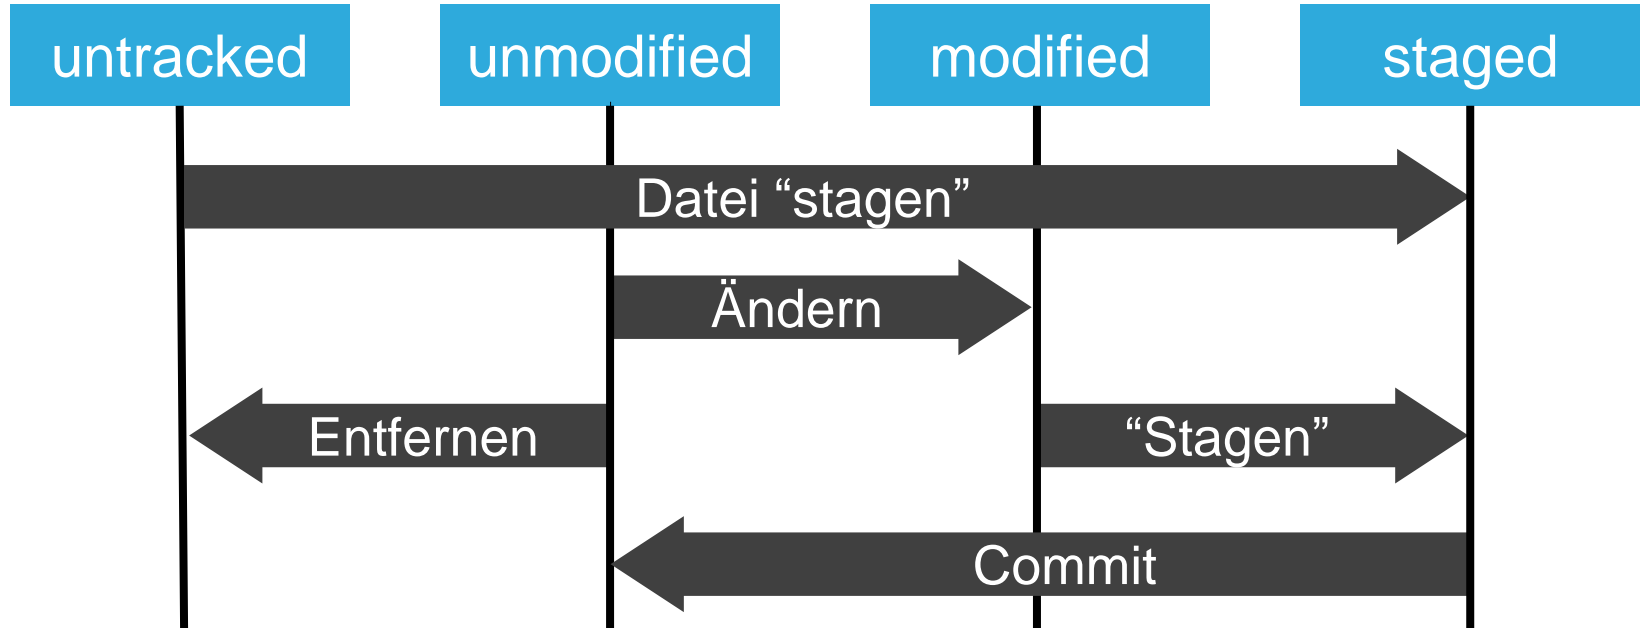 untracked
unmodified
modified
staged
Datei “stagen”
Ändern
Entfernen
“Stagen”
Commit